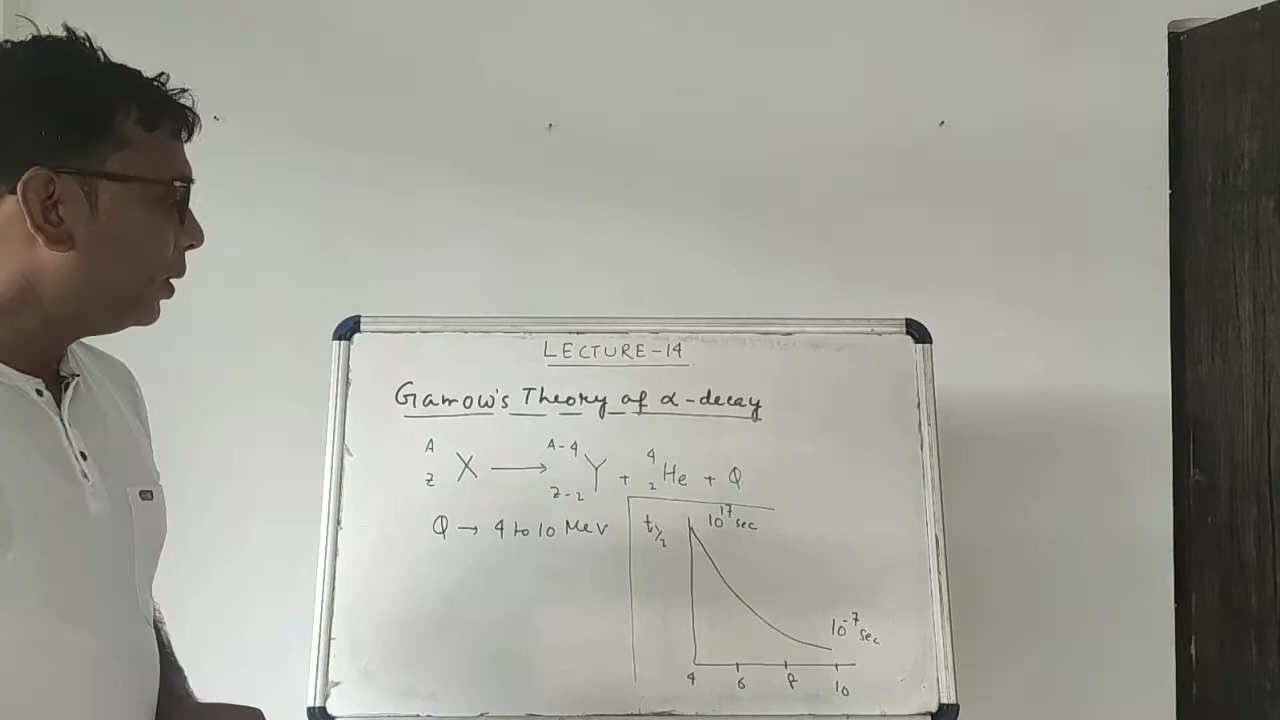 LECTURE-14
Gamow's Theory of α-decay
A
Z X → A-4
Z-2 Y + 4
2 He + Q
Q → 4 to 10 MeV
t1/2
10^17 sec
10^-7 sec
4 6 8 10